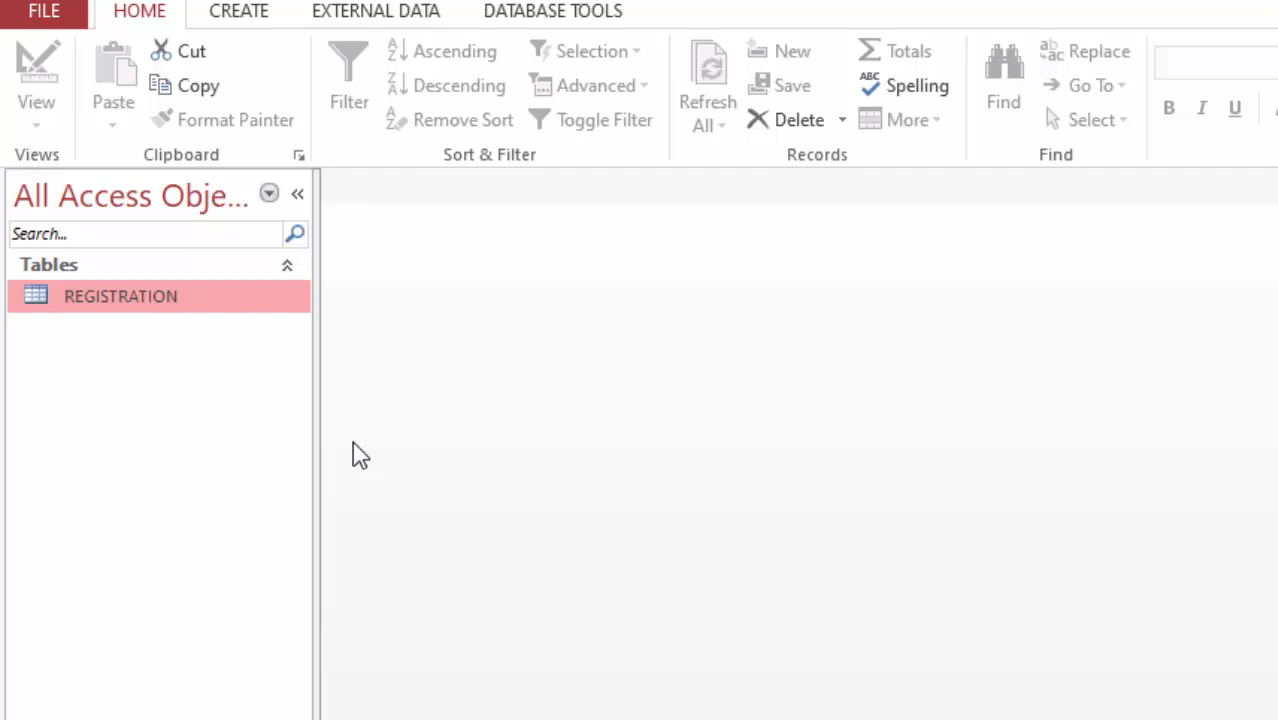 FILE HOME CREATE EXTERNAL DATA DATABASE TOOLS
View
Views
Paste
Cut
Copy
Format Painter
Clipboard
Filter
Ascending
Descending
Remove Sort
Selection
Advanced
Toggle Filter
Sort & Filter
Refresh
All
New
Save
Delete
Totals
Spelling
More
Records
Find
Replace
Go To
Select
Find
B I U
All Access Obje...
Search...
Tables
REGISTRATION